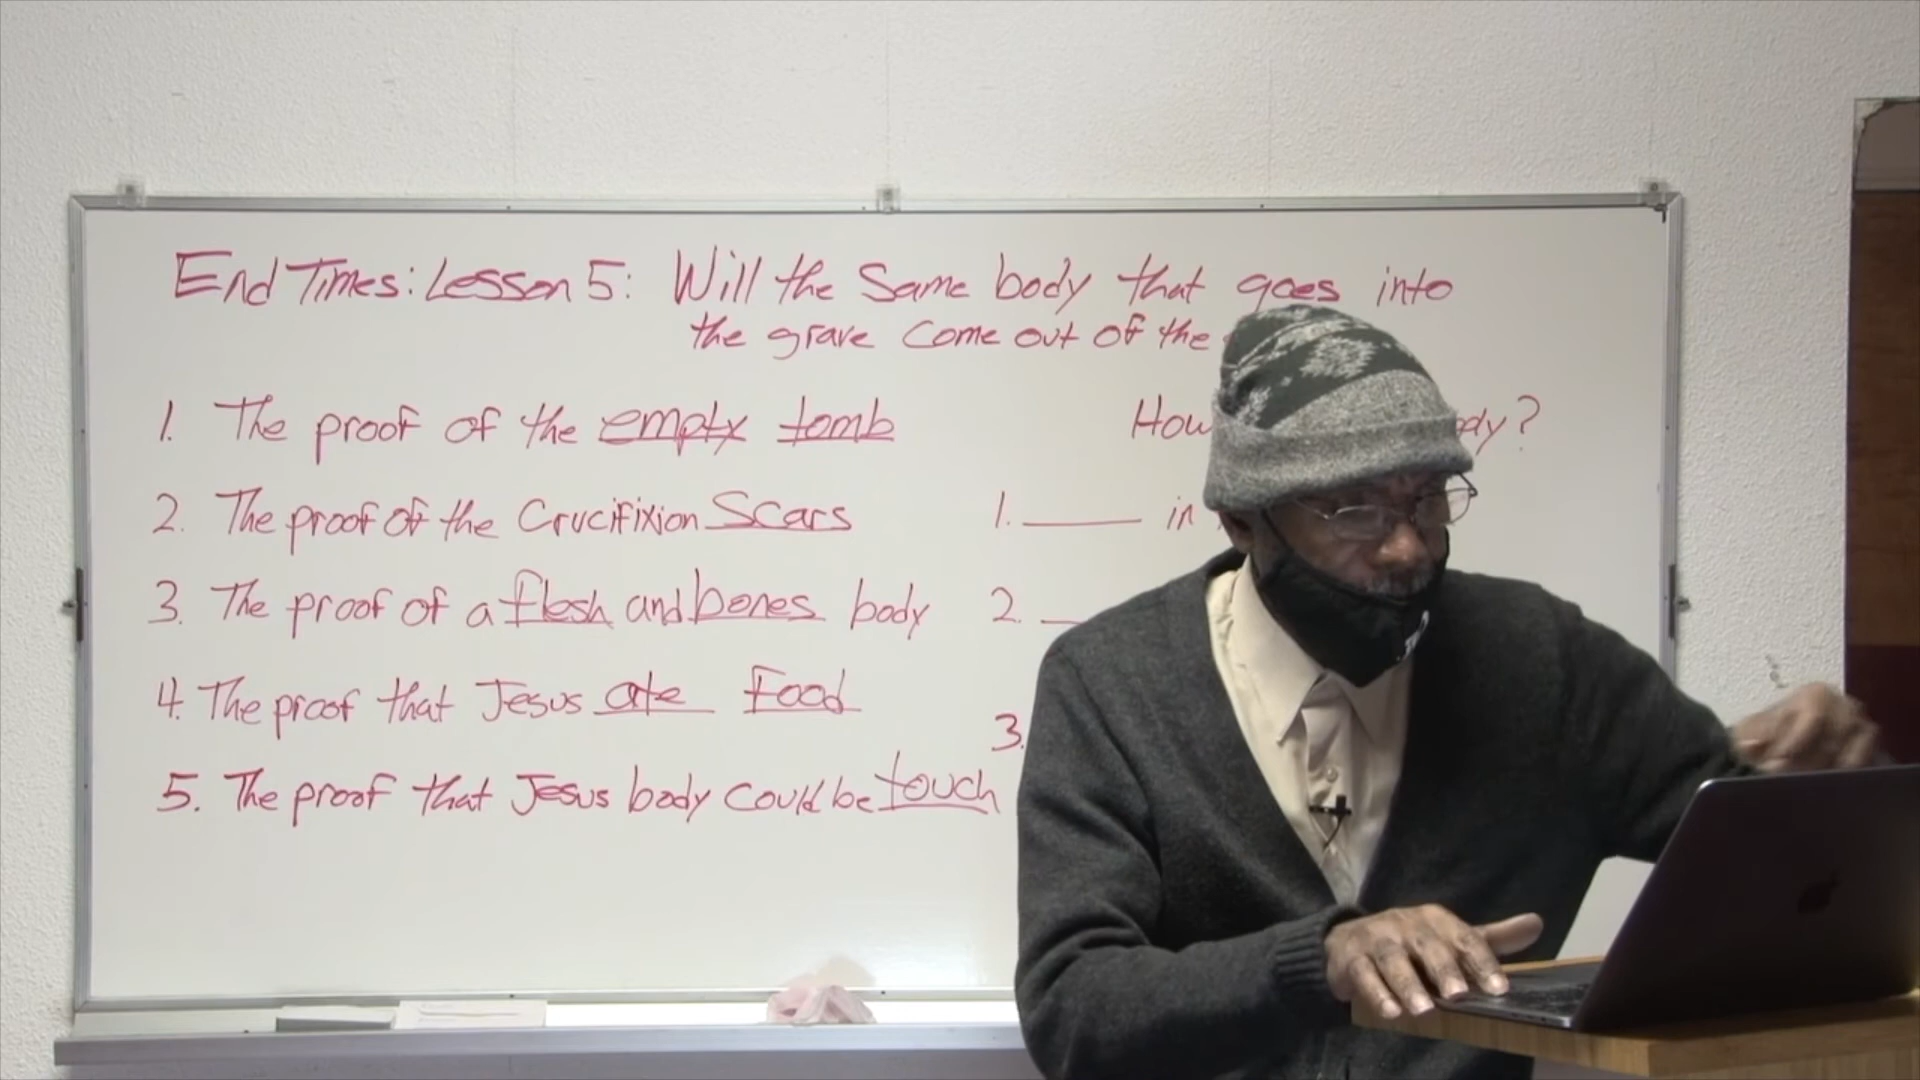 End Times: Lesson 5: Will the Same body that goes into
the grave come out of the
1. The proof of the empty tomb
2. The proof of the Crucifixion Scars
3. The proof of a flesh and bones body
4. The proof that Jesus ate food
5. The proof that Jesus body could be touch
How ?
1. ______ in
2. __
3.